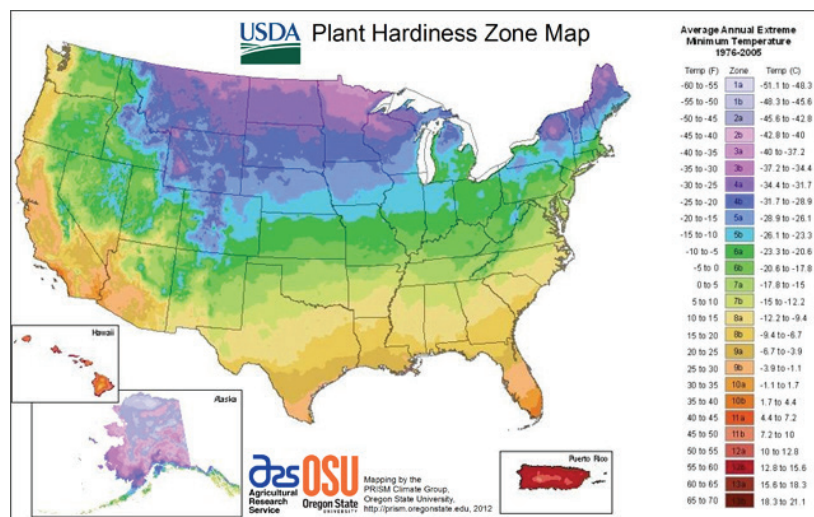 USDA Plant Hardiness Zone Map
Average Annual Extreme
Minimum Temperature
1976-2005
Temp (F) Zone Temp (C)
-60 to -55 1a -51.1 to -48.3
-55 to -50 1b -48.3 to -45.6
-50 to -45 2a -45.6 to -42.8
-45 to -40 2b -42.8 to -40
-40 to -35 3a -40 to -37.2
-35 to -30 3b -37.2 to -34.4
-30 to -25 4a -34.4 to -31.7
-25 to -20 4b -31.7 to -28.9
-20 to -15 5a -28.9 to -26.1
-15 to -10 5b -26.1 to -23.3
-10 to -5 6a -23.3 to -20.6
-5 to 0 6b -20.6 to -17.8
0 to 5 7a -17.8 to -15
5 to 10 7b -15 to -12.2
10 to 15 8a -12.2 to -9.4
15 to 20 8b -9.4 to -6.7
20 to 25 9a -6.7 to -3.9
25 to 30 9b -3.9 to -1.1
30 to 35 10a -1.1 to 1.7
35 to 40 10b 1.7 to 4.4
40 to 45 11a 4.4 to 7.2
45 to 50 11b 7.2 to 10
50 to 55 12a 10 to 12.8
55 to 60 12b 12.8 to 15.6
60 to 65 13a 15.6 to 18.3
65 to 70 13b 18.3 to 21.1
Hawaii
Alaska
ars
Agricultural
Research
Service
OSU
Oregon State
UNIVERSITY
Mapping by the
PRISM Climate Group,
Oregon State University,
http://prism.oregonstate.edu, 2012
Puerto Rico